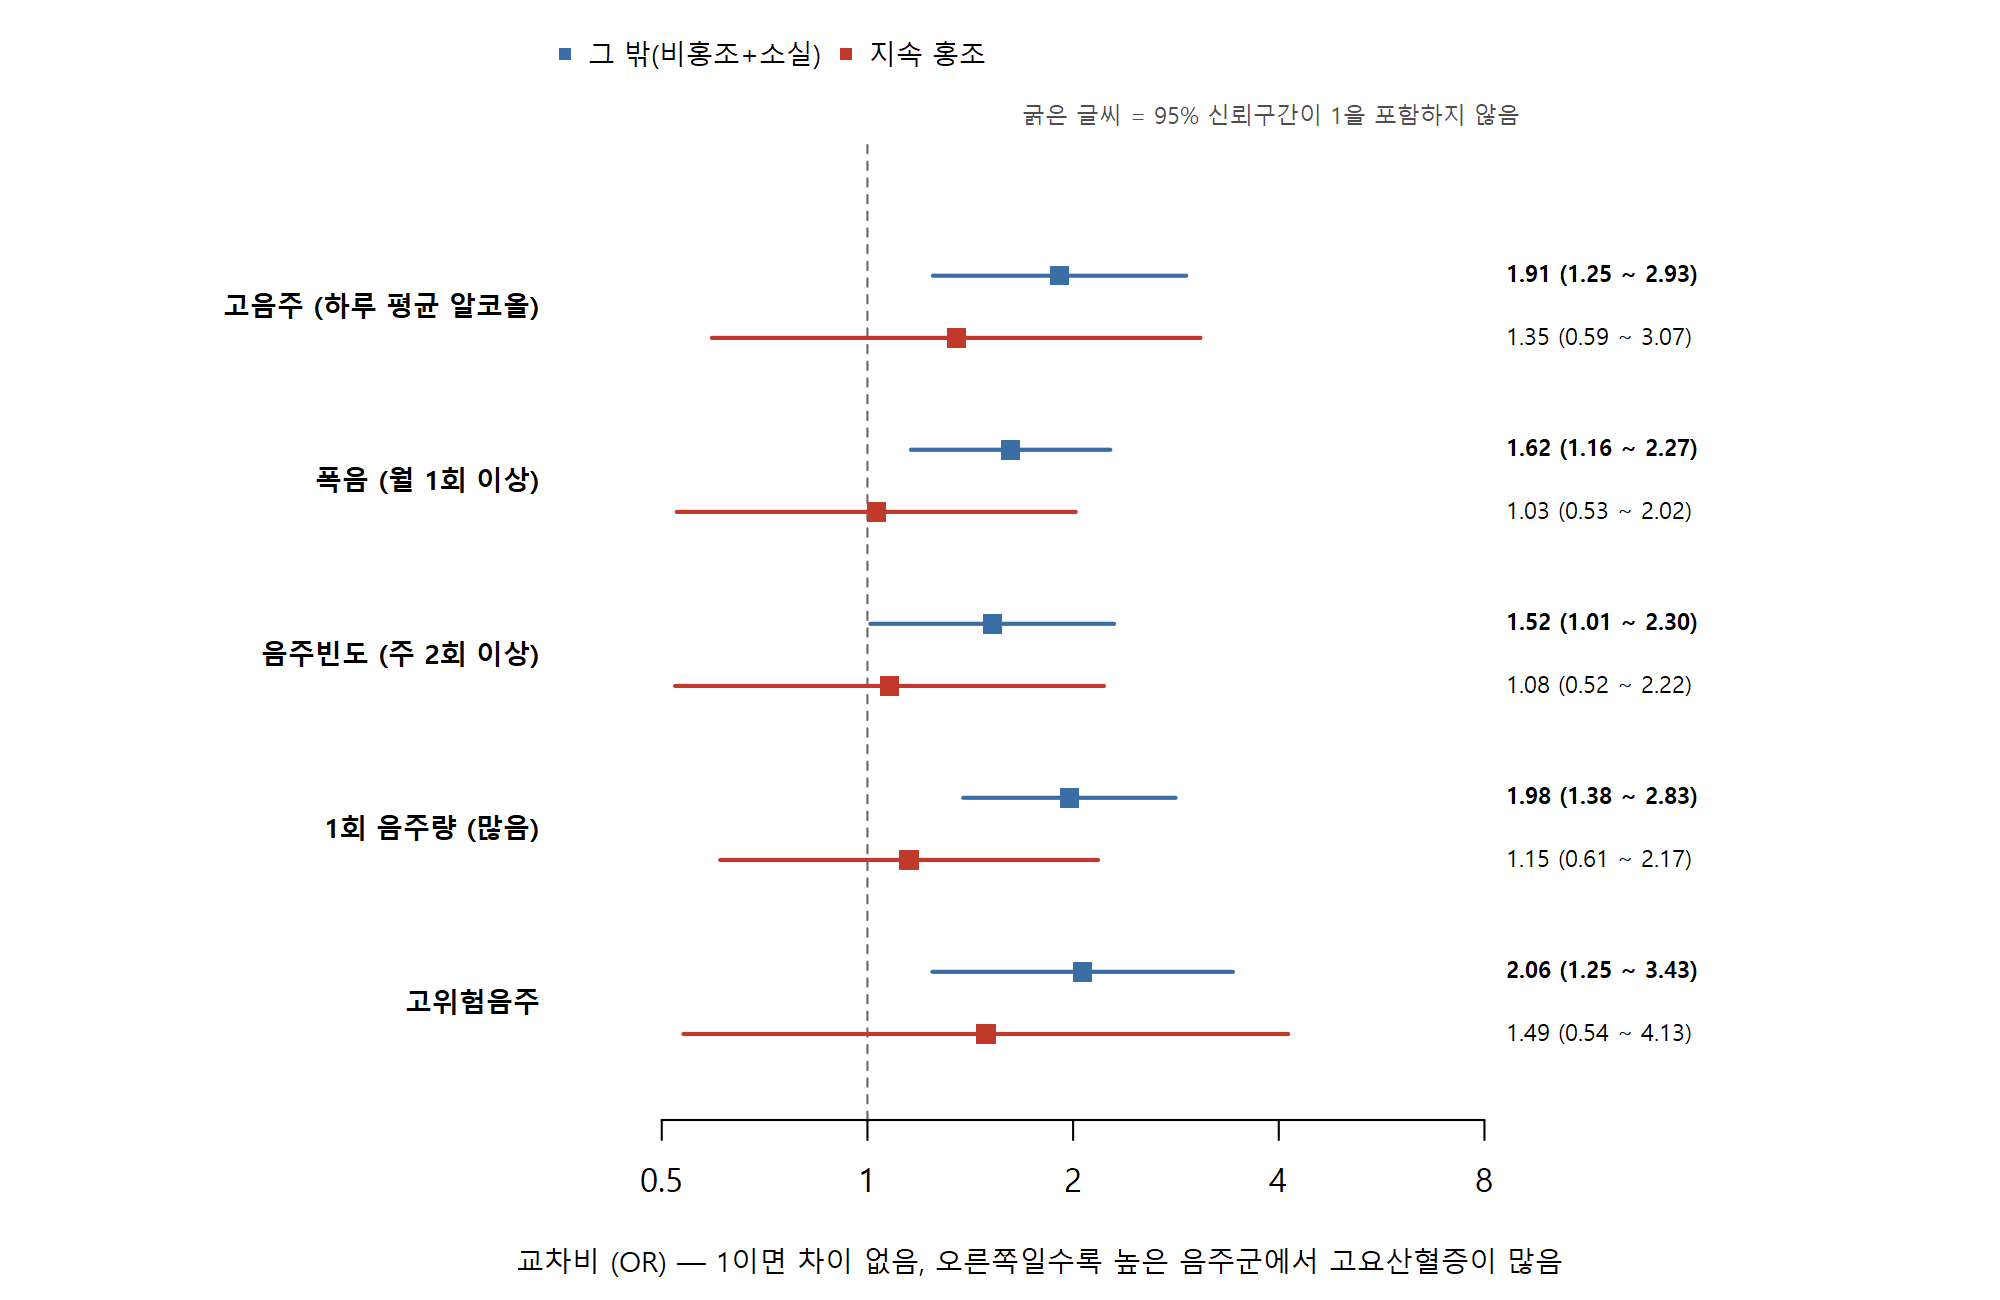 그 밖(비홍조+소실) 지속 홍조
굵은 글씨 = 95% 신뢰구간이 1을 포함하지 않음
고음주 (하루 평균 알코올)
1.91 (1.25 ~ 2.93)
1.35 (0.59 ~ 3.07)
폭음 (월 1회 이상)
1.62 (1.16 ~ 2.27)
1.03 (0.53 ~ 2.02)
음주빈도 (주 2회 이상)
1.52 (1.01 ~ 2.30)
1.08 (0.52 ~ 2.22)
1회 음주량 (많음)
1.98 (1.38 ~ 2.83)
1.15 (0.61 ~ 2.17)
고위험음주
2.06 (1.25 ~ 3.43)
1.49 (0.54 ~ 4.13)
0.5 1 2 4 8
교차비 (OR) — 1이면 차이 없음, 오른쪽일수록 높은 음주군에서 고요산혈증이 많음